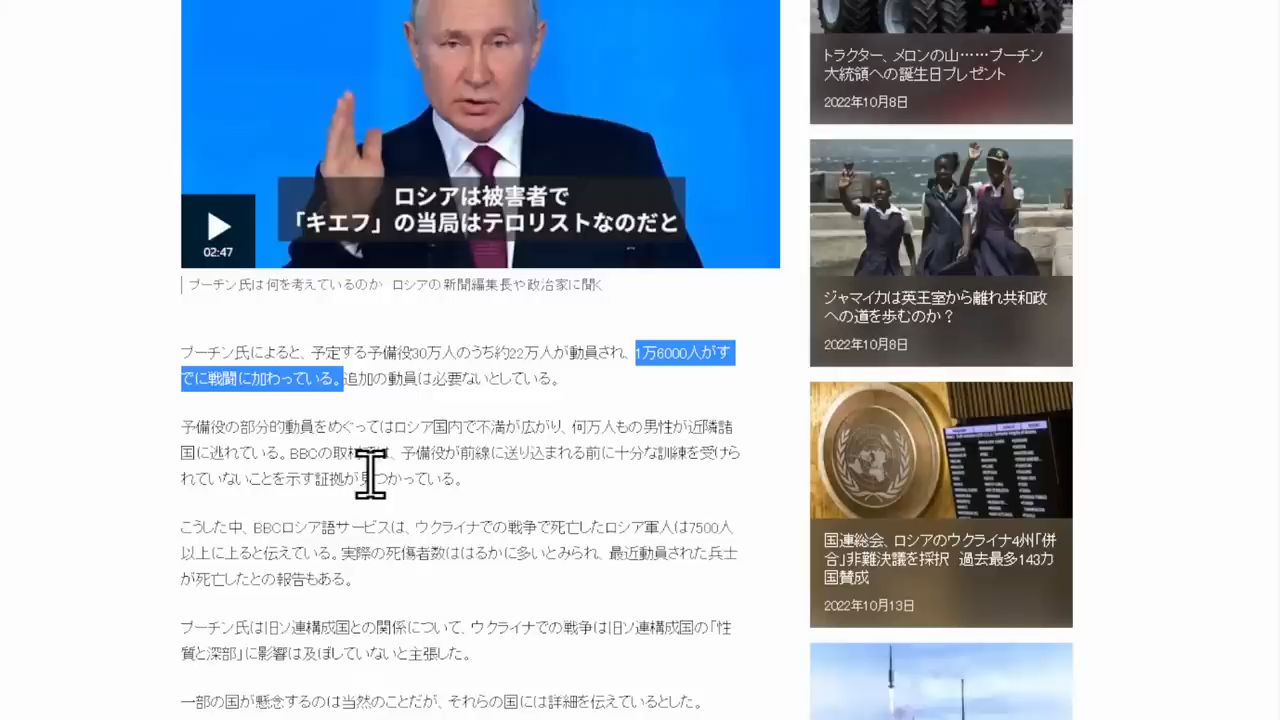 ロシアは被害者で
「キエフ」の当局はテロリストなのだと
02:47
プーチン氏は何を考えているのか ロシアの新聞編集長や政治家に聞く
プーチン氏によると、予定する予備役30万人のうち約22万人が動員され、1万6000人がす
でに戦闘に加わっている。追加の動員は必要ないとしている。
予備役の部分的動員をめぐってはロシア国内で不満が広がり、何万人もの男性が近隣諸
国に逃れている。BBCの取材では、予備役が前線に送り込まれる前に十分な訓練を受けら
れていないことを示す証拠が見つかっている。
こうした中、BBCロシア語サービスは、ウクライナでの戦争で死亡したロシア軍人は7500人
以上に上ると伝えている。実際の死傷者数ははるかに多いとみられ、最近動員された兵士
が死亡したとの報告もある。
プーチン氏は旧ソ連構成国との関係について、ウクライナでの戦争は旧ソ連構成国の「性
質と深部」に影響は及ぼしていないと主張した。
一部の国が懸念するのは当然のことだが、それらの国には詳細を伝えているとした。
トラクター、メロンの山……プーチン
大統領への誕生日プレゼント
2022年10月8日
ジャマイカは英王室から離れ共和政
への道を歩むのか？
2022年10月8日
国連総会、ロシアのウクライナ4州「併
合」非難決議を採択 過去最多143カ
国賛成
2022年10月13日